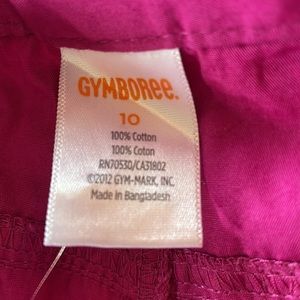 GYMBOREE.
10
100% Cotton
100% Coton
RN70530/CA31802
©2012 GYM-MARK, INC.
Made in Bangladesh